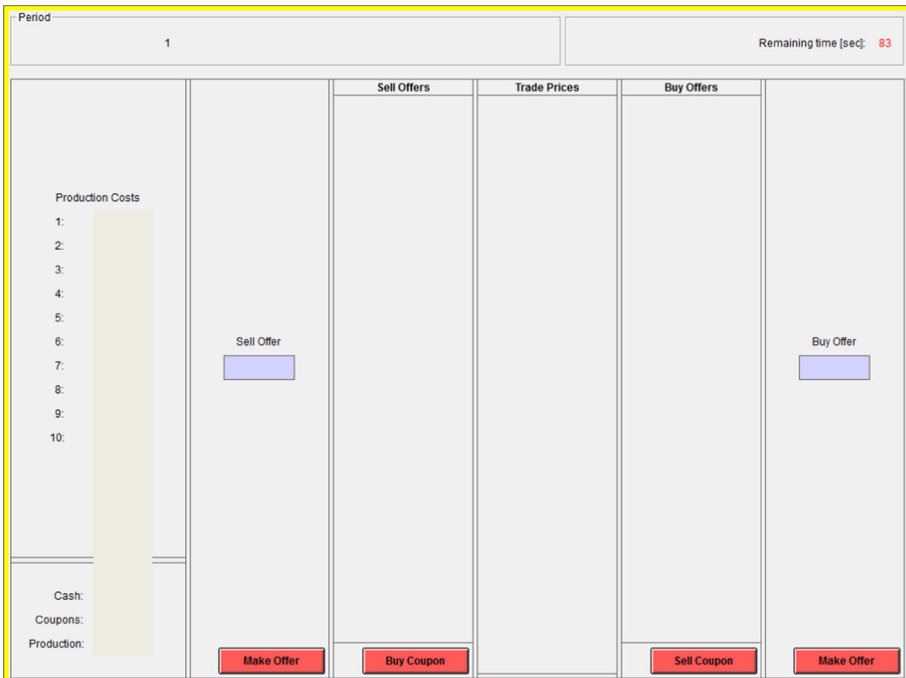 Period
1
Remaining time [sec]: 83
Sell Offers
Trade Prices
Buy Offers
Production Costs
1:
2:
3:
4:
5:
6:
7:
8:
9:
10:
Sell Offer
Buy Offer
Cash:
Coupons:
Production:
Make Offer
Buy Coupon
Sell Coupon
Make Offer